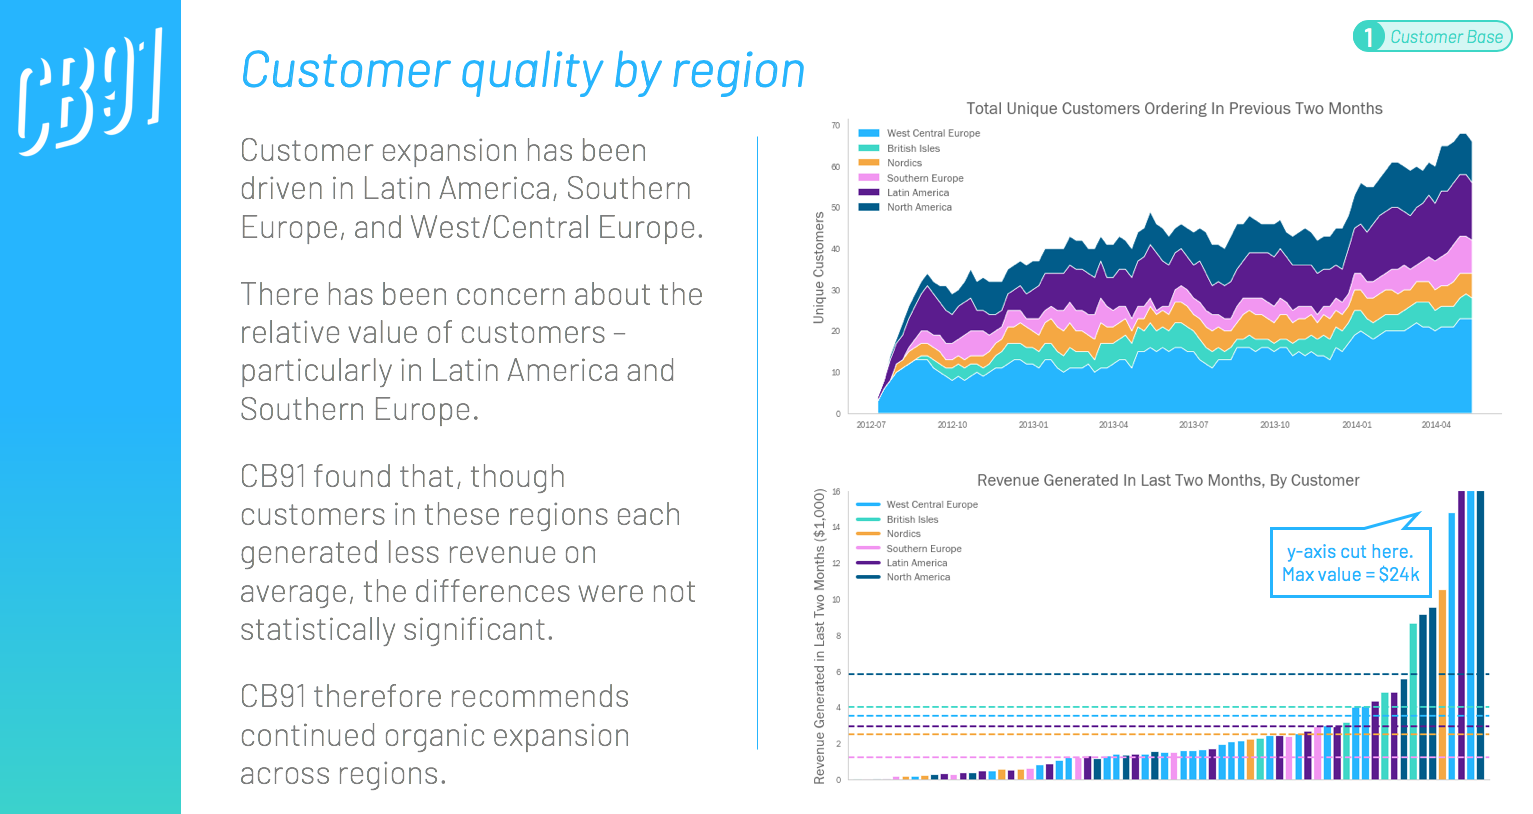 CB91
1 Customer Base
Customer quality by region
Customer expansion has been
driven in Latin America, Southern
Europe, and West/Central Europe.
There has been concern about the
relative value of customers –
particularly in Latin America and
Southern Europe.
CB91 found that, though
customers in these regions each
generated less revenue on
average, the differences were not
statistically significant.
CB91 therefore recommends
continued organic expansion
across regions.
Total Unique Customers Ordering In Previous Two Months
Unique Customers
70
60
50
40
30
20
10
0
West Central Europe
British Isles
Nordics
Southern Europe
Latin America
North America
2012-07 2012-10 2013-01 2013-04 2013-07 2013-10 2014-01 2014-04
Revenue Generated In Last Two Months, By Customer
Revenue Generated in Last Two Months ($1,000)
16
14
12
10
8
6
4
2
0
West Central Europe
British Isles
Nordics
Southern Europe
Latin America
North America
y-axis cut here.
Max value = $24k